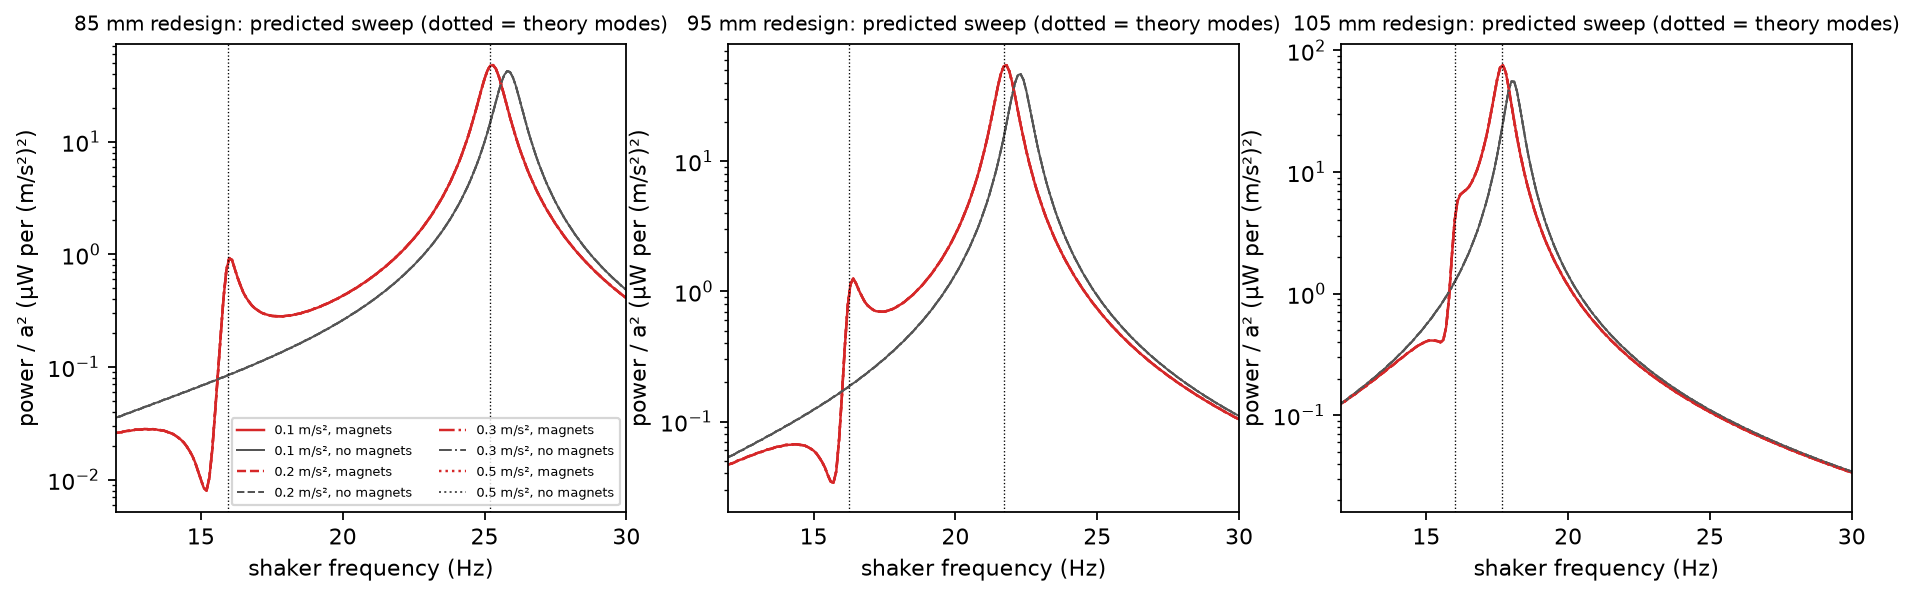 85 mm redesign: predicted sweep (dotted = theory modes)
power / a² (µW per (m/s²)²)
10¹
10⁰
10⁻¹
10⁻²
0.1 m/s², magnets
0.1 m/s², no magnets
0.2 m/s², magnets
0.2 m/s², no magnets
0.3 m/s², magnets
0.3 m/s², no magnets
0.5 m/s², magnets
0.5 m/s², no magnets
15 20 25 30
shaker frequency (Hz)
95 mm redesign: predicted sweep (dotted = theory modes)
power / a² (µW per (m/s²)²)
10¹
10⁰
10⁻¹
15 20 25 30
shaker frequency (Hz)
105 mm redesign: predicted sweep (dotted = theory modes)
power / a² (µW per (m/s²)²)
10²
10¹
10⁰
10⁻¹
15 20 25 30
shaker frequency (Hz)